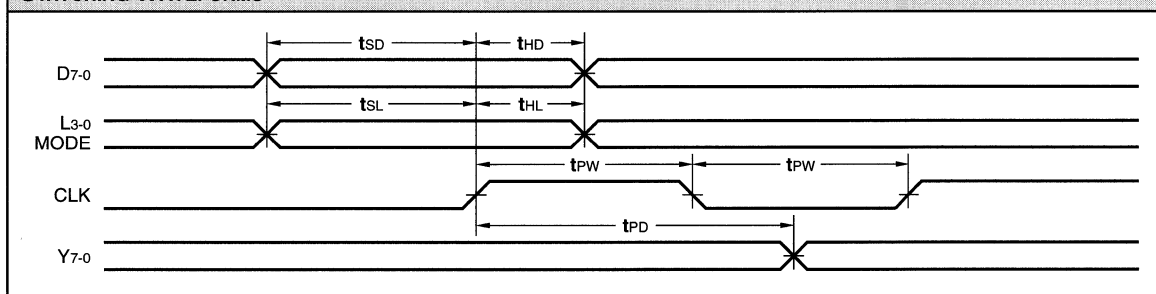 tSD tHD
D7-0
tSL tHL
L3-0
MODE
tPW tPW
CLK
tPD
Y7-0